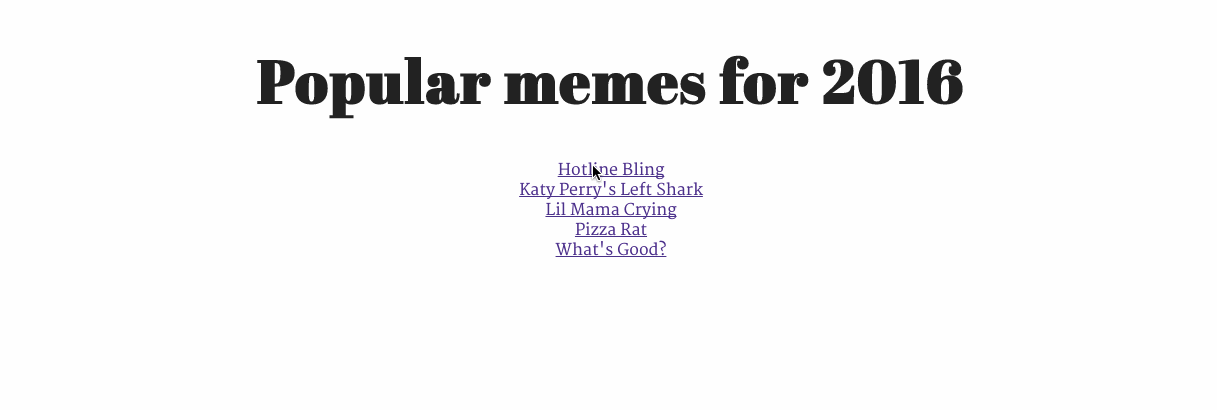 Popular memes for 2016
Hotline Bling
Katy Perry's Left Shark
Lil Mama Crying
Pizza Rat
What's Good?